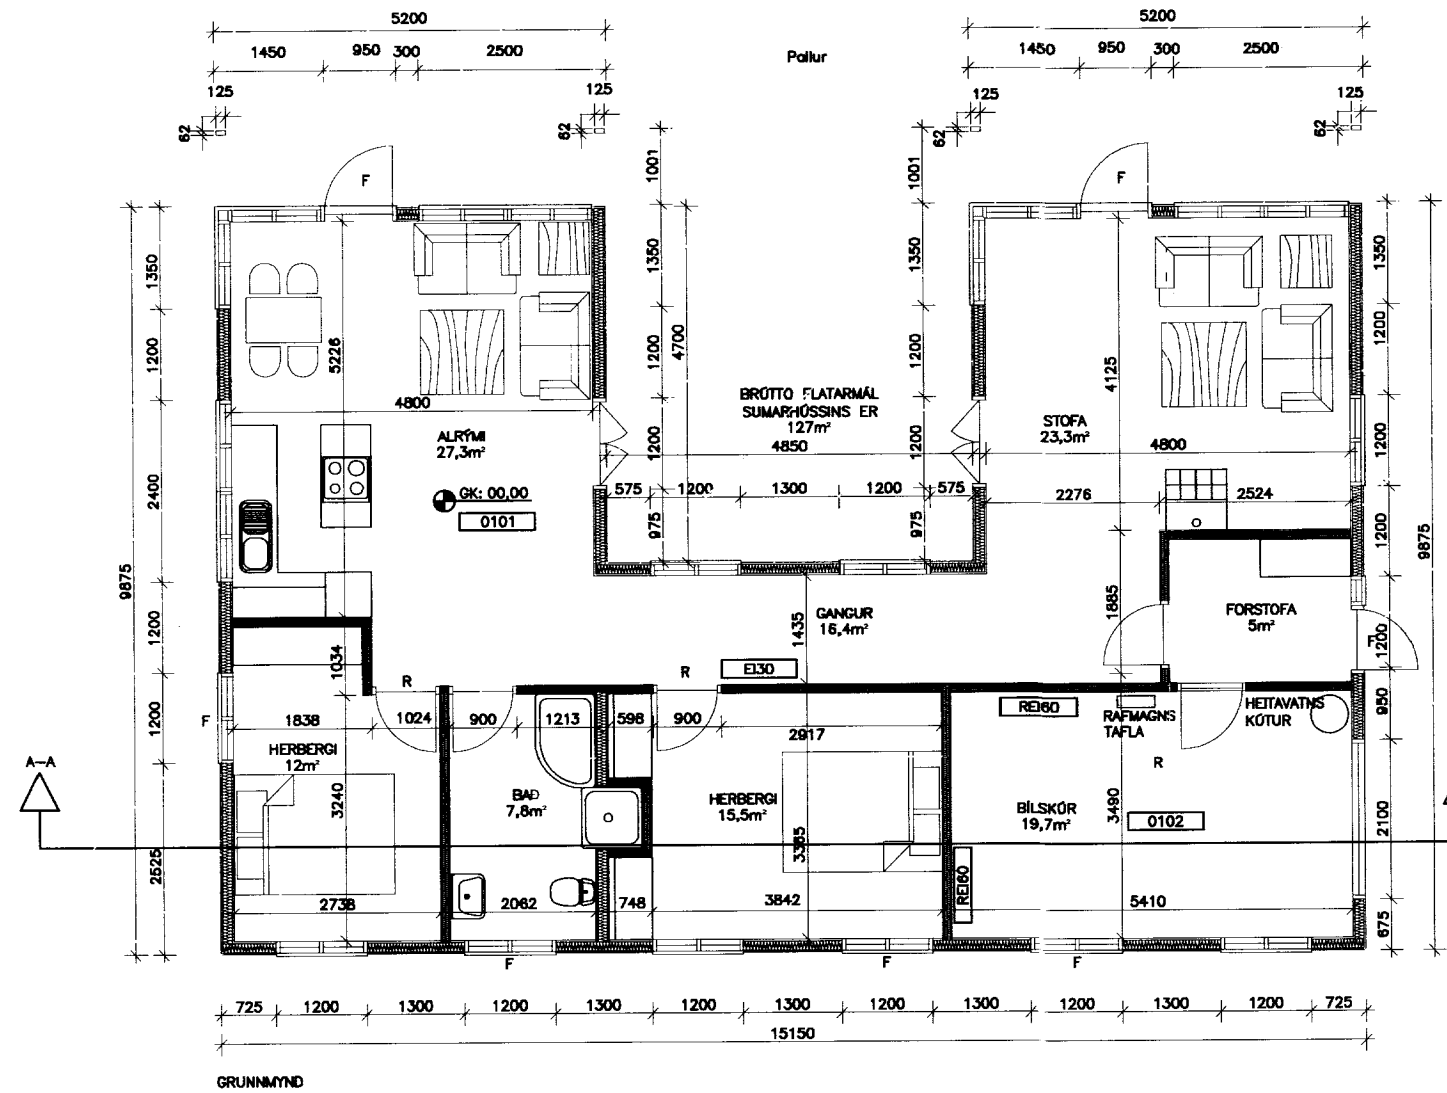 5200
5200
1450 950 300 2500
Pallur
1450 950 300 2500
125 125
125 125
62 62
62 62
1001
1001
F
F
1350
1350
1350
1350
1200
5226
1200
4700
1200
4125
1200
4800
BRÚTTO FLATARMÁL
SUMARHÚSSINS ER
127m²
4850
ALRÝMI
27,3m²
STOFA
23,3m²
4800
1200
1200
1200
2400
GK: 00,00
0101
575 1200 1300 1200 575
2276 2524
975
975
1200
9875
9875
1200
1034
1435
GANGUR
16,4m²
1885
FORSTOFA
5m²
1200
F
EI30
R
R
F
1200
1838 1024 900 1213 598 900
2917
REI60
RAFMAGNS
TAFLA
HEITAVATNS
KÚTUR
950
A-A
HERBERGI
12m²
R
3240
BAÐ
7,8m²
HERBERGI
15,5m²
BÍLSKÚR
19,7m²
3490
0102
2100
2525
3385
REI60
2738 2062 748 3842 5410
675
F F F
725 1200 1300 1200 1300 1200 1300 1200 1300 1200 1300 1200 725
15150
GRUNNMYND